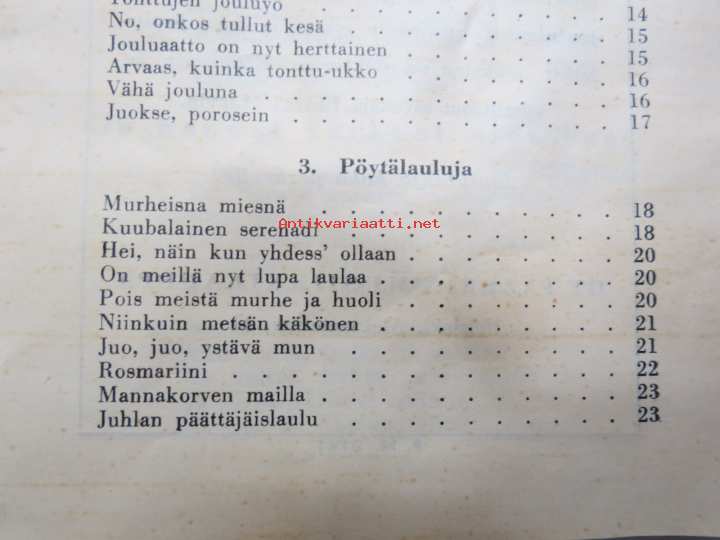 Tonttujen jouluyö . . . . . . . . . . 14
No, onkos tullut kesä . . . . . . . . . 15
Jouluaatto on nyt herttainen . . . . . . . 15
Arvaas, kuinka tonttu-ukko . . . . . . . 16
Vähä jouluna . . . . . . . . . . . . 16
Juokse, porosein . . . . . . . . . . . 17
3. Pöytälauluja
Murheisna miesnä . . . . . . . . . . . 18
Antikvariaatti.net
Kuubalainen serenadi . . . . . . . . . 18
Hei, näin kun yhdess' ollaan . . . . . . . 20
On meillä nyt lupa laulaa . . . . . . . . 20
Pois meistä murhe ja huoli . . . . . . . 20
Niinkuin metsän käkönen . . . . . . . . 21
Juo, juo, ystävä mun . . . . . . . . . 21
Rosmariini . . . . . . . . . . . . . 22
Mannakorven mailla . . . . . . . . . . 23
Juhlan päättäjäislaulu . . . . . . . . . 23